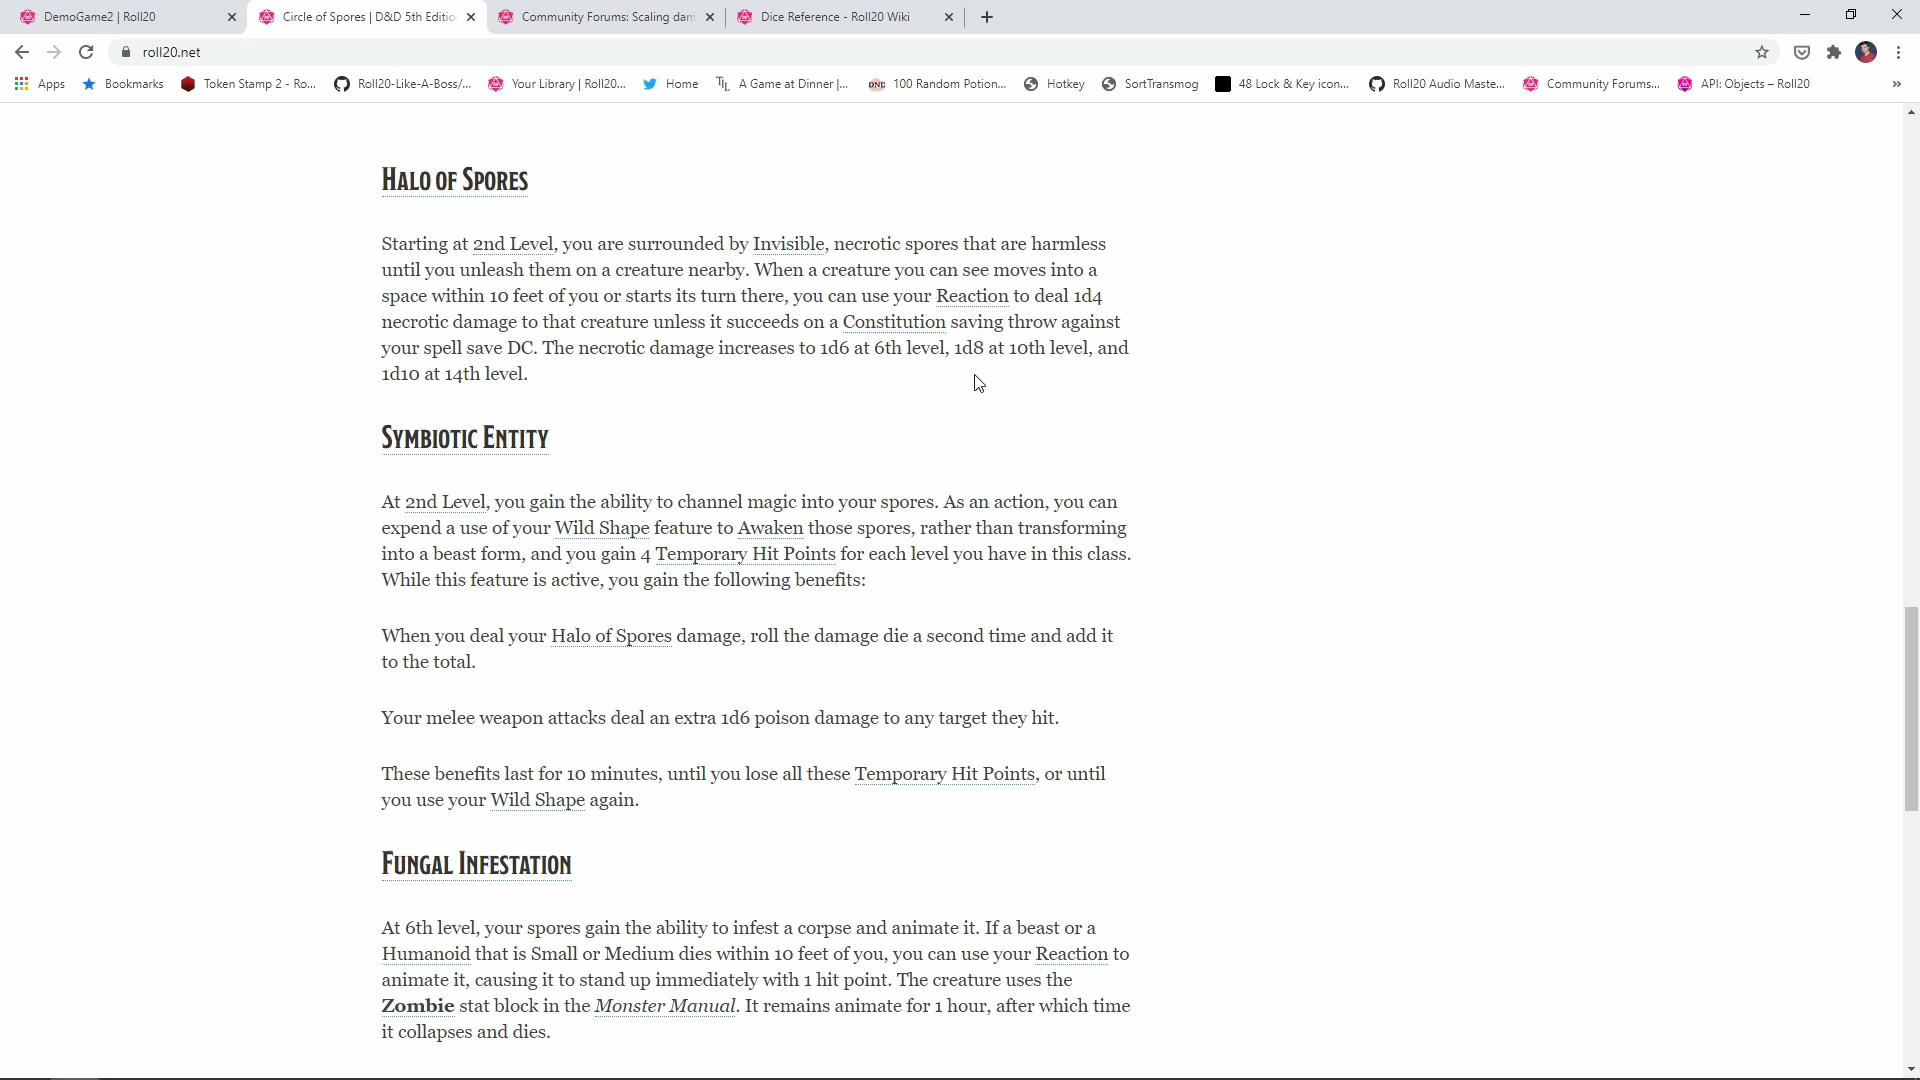 DemoGame2 | Roll20
Circle of Spores | D&D 5th Editio
Community Forums: Scaling dam
Dice Reference - Roll20 Wiki
roll20.net
Apps
Bookmarks
Token Stamp 2 - Ro...
Roll20-Like-A-Boss/...
Your Library | Roll20...
Home
A Game at Dinner |...
100 Random Potion...
Hotkey
SortTransmog
48 Lock & Key icon...
Roll20 Audio Maste...
Community Forums...
API: Objects – Roll20
»
Halo of Spores
Starting at 2nd Level, you are surrounded by Invisible, necrotic spores that are harmless
until you unleash them on a creature nearby. When a creature you can see moves into a
space within 10 feet of you or starts its turn there, you can use your Reaction to deal 1d4
necrotic damage to that creature unless it succeeds on a Constitution saving throw against
your spell save DC. The necrotic damage increases to 1d6 at 6th level, 1d8 at 10th level, and
1d10 at 14th level.
Symbiotic Entity
At 2nd Level, you gain the ability to channel magic into your spores. As an action, you can
expend a use of your Wild Shape feature to Awaken those spores, rather than transforming
into a beast form, and you gain 4 Temporary Hit Points for each level you have in this class.
While this feature is active, you gain the following benefits:
When you deal your Halo of Spores damage, roll the damage die a second time and add it
to the total.
Your melee weapon attacks deal an extra 1d6 poison damage to any target they hit.
These benefits last for 10 minutes, until you lose all these Temporary Hit Points, or until
you use your Wild Shape again.
Fungal Infestation
At 6th level, your spores gain the ability to infest a corpse and animate it. If a beast or a
Humanoid that is Small or Medium dies within 10 feet of you, you can use your Reaction to
animate it, causing it to stand up immediately with 1 hit point. The creature uses the
Zombie stat block in the Monster Manual. It remains animate for 1 hour, after which time
it collapses and dies.